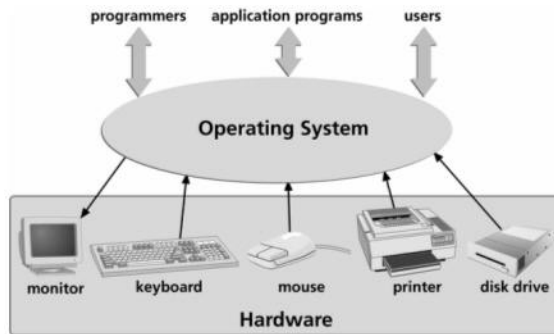 programmers application programs users
Operating System
monitor keyboard mouse printer disk drive
Hardware